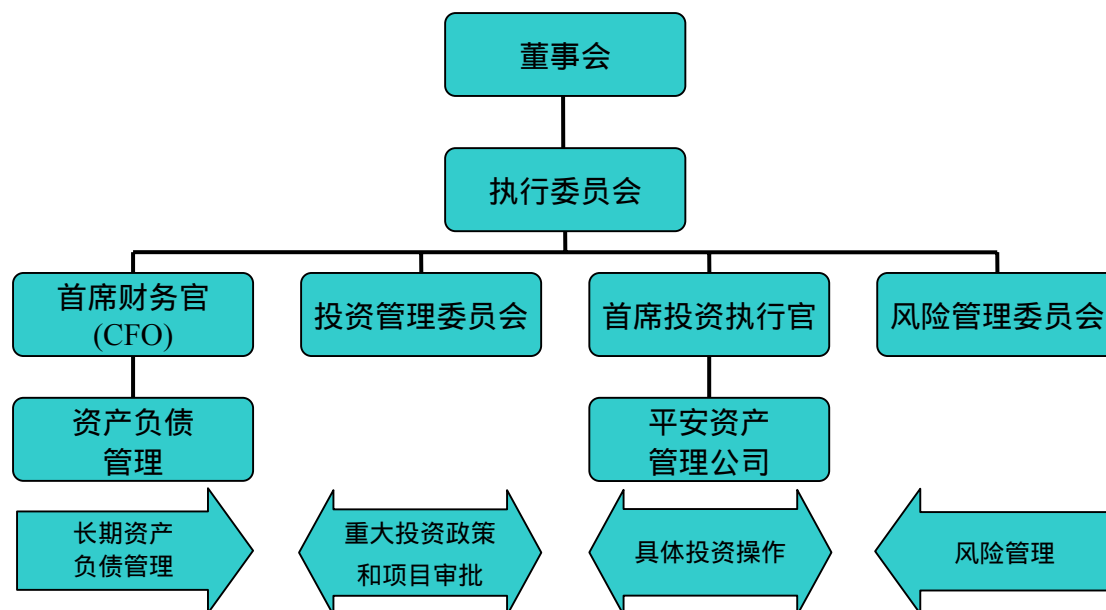 董事会
执行委员会
首席财务官
(CFO)
投资管理委员会
首席投资执行官
风险管理委员会
资产负债
管理
平安资产
管理公司
长期资产
负债管理
重大投资政策
和项目审批
具体投资操作
风险管理